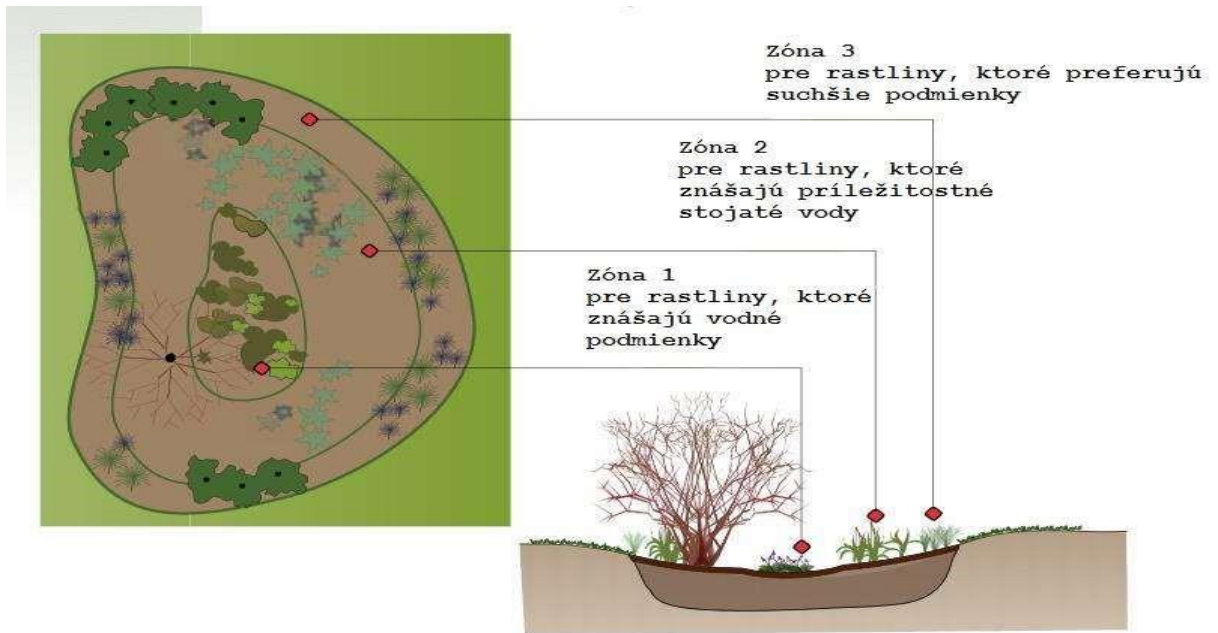 Zóna 3
pre rastliny, ktoré preferujú
suchšie podmienky
Zóna 2
pre rastliny, ktoré
znášajú príležitostné
stojaté vody
Zóna 1
pre rastliny, ktoré
znášajú vodné
podmienky